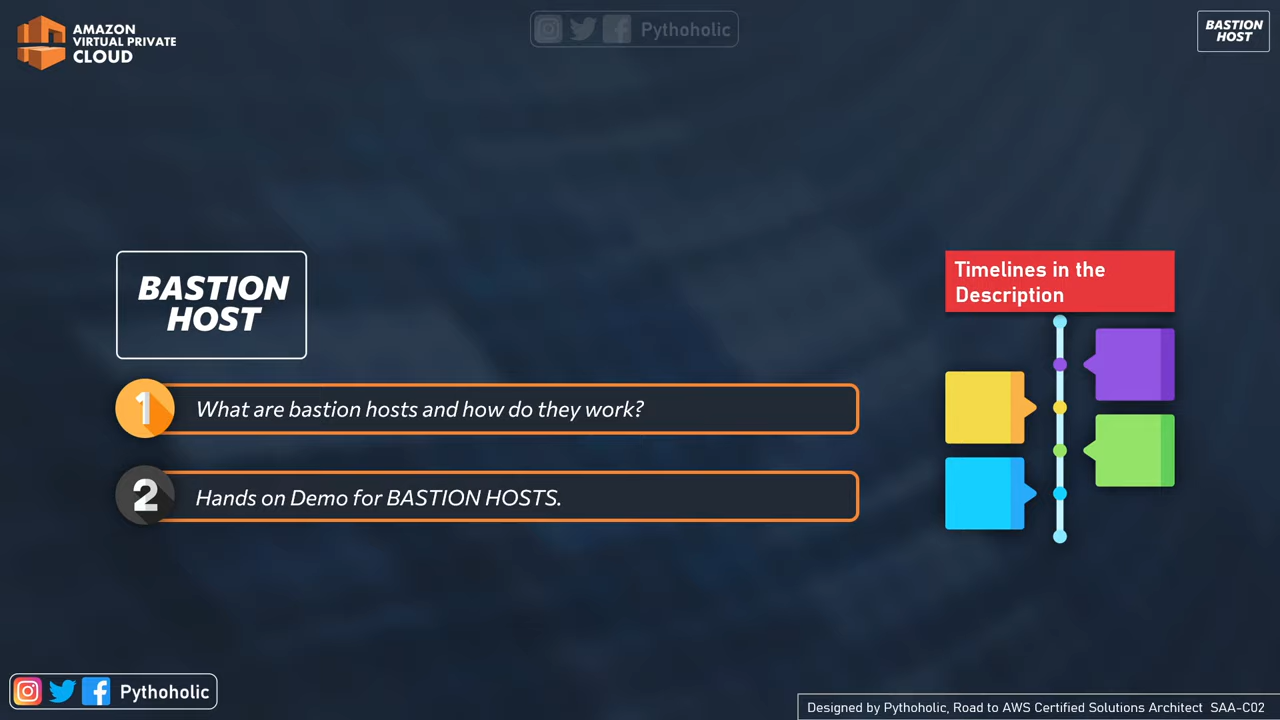 AMAZON
VIRTUAL PRIVATE
CLOUD
Pythoholic
BASTION
HOST
BASTION
HOST
Timelines in the
Description
1
What are bastion hosts and how do they work?
2
Hands on Demo for BASTION HOSTS.
Pythoholic
Designed by Pythoholic, Road to AWS Certified Solutions Architect SAA-C02